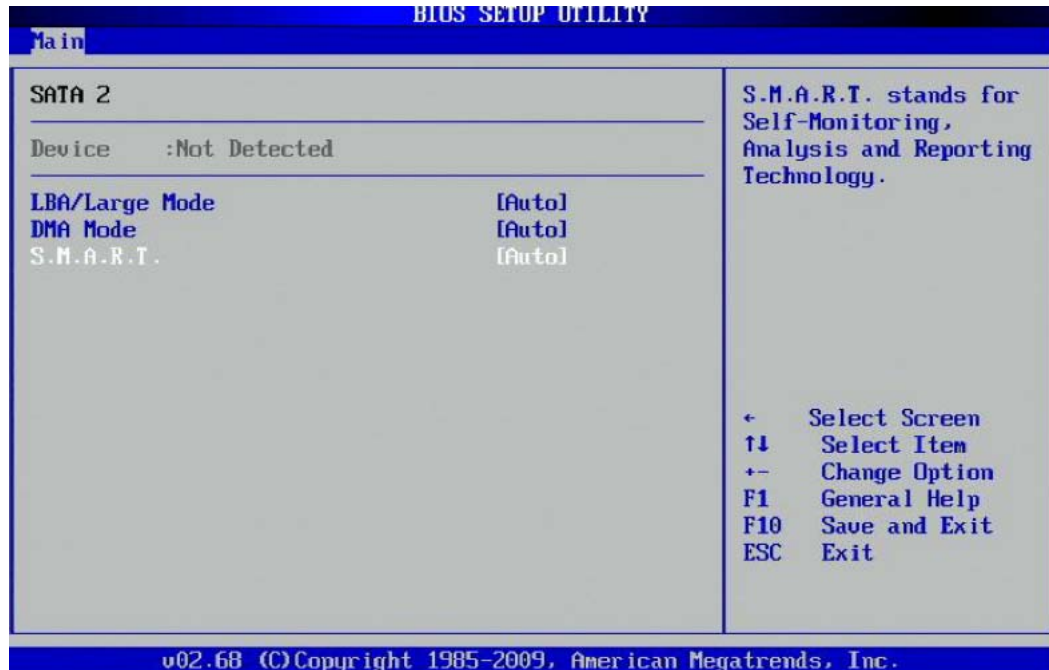 BIOS SETUP UTILITY
Main
SATA 2
Device :Not Detected
LBA/Large Mode [Auto]
DMA Mode [Auto]
S.M.A.R.T. [Auto]
S.M.A.R.T. stands for
Self-Monitoring,
Analysis and Reporting
Technology.
← Select Screen
↑↓ Select Item
+- Change Option
F1 General Help
F10 Save and Exit
ESC Exit
v02.68 (C)Copyright 1985-2009, American Megatrends, Inc.